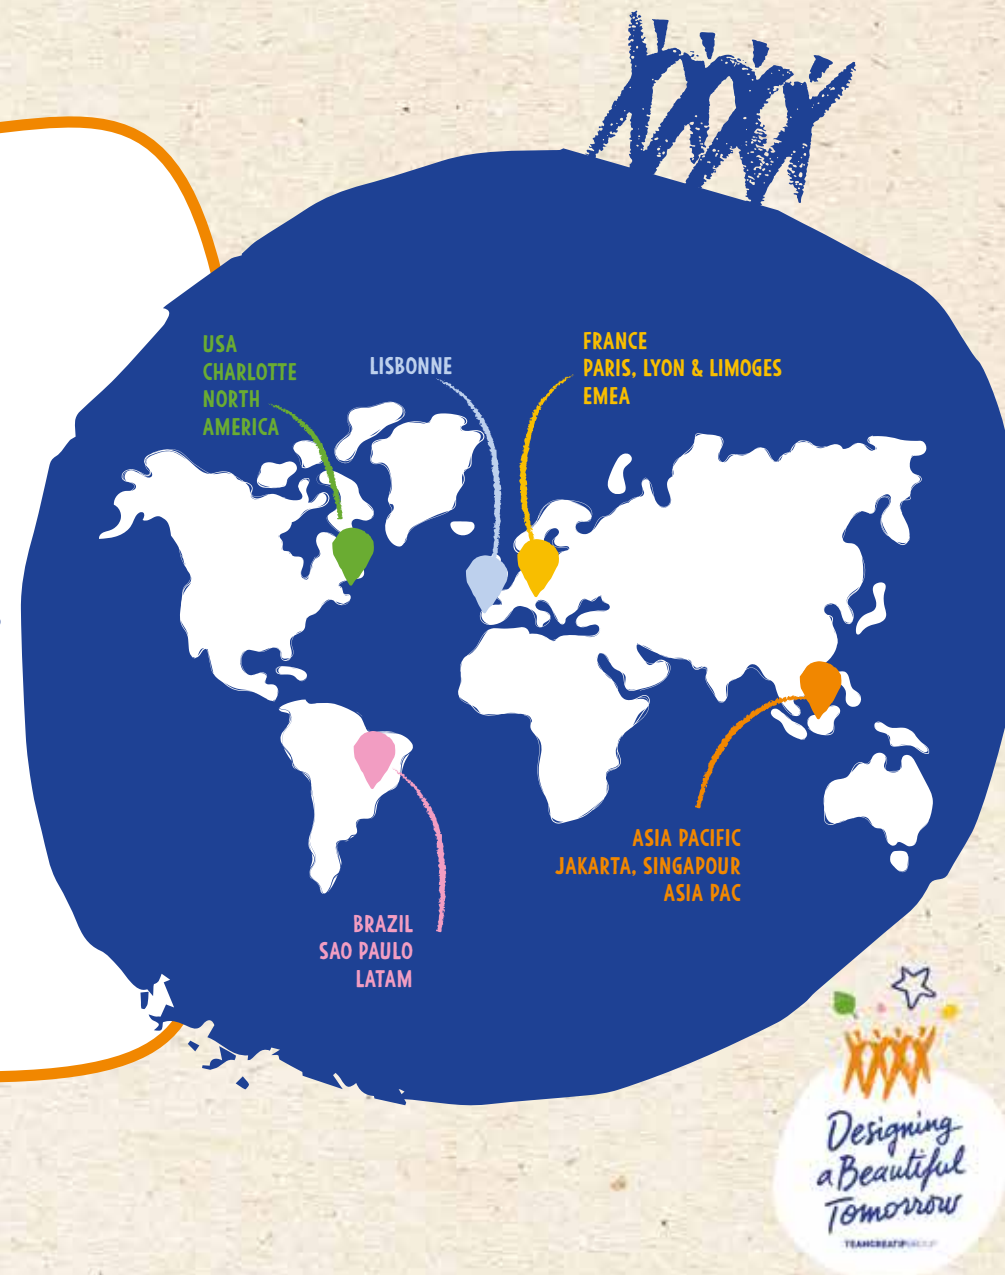 USA
CHARLOTTE
NORTH
AMERICA
LISBONNE
FRANCE
PARIS, LYON & LIMOGES
EMEA
ASIA PACIFIC
JAKARTA, SINGAPOUR
ASIA PAC
BRAZIL
SAO PAULO
LATAM
Designing
a Beautiful
Tomorrow
TEAMCREATIFGROUP